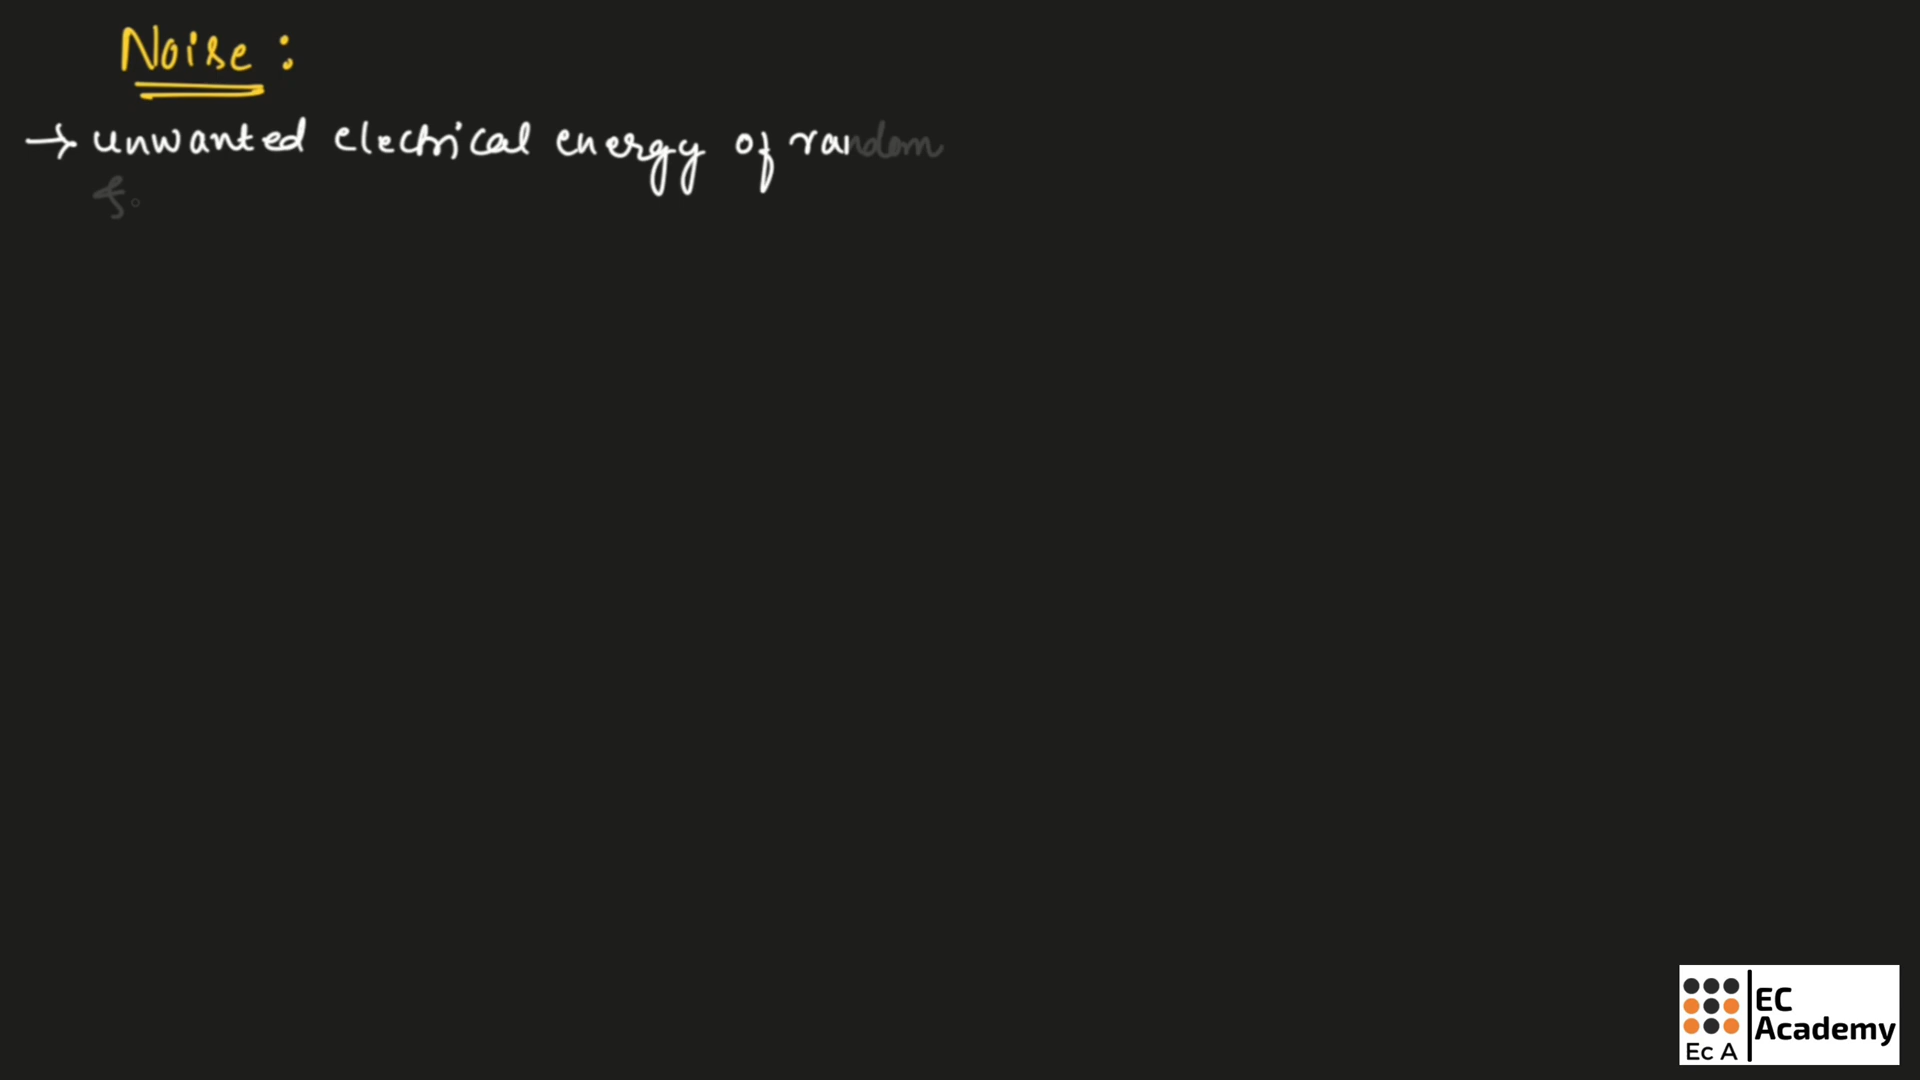 Noise :
→ unwanted electrical energy of random
EC
Academy
Ec A